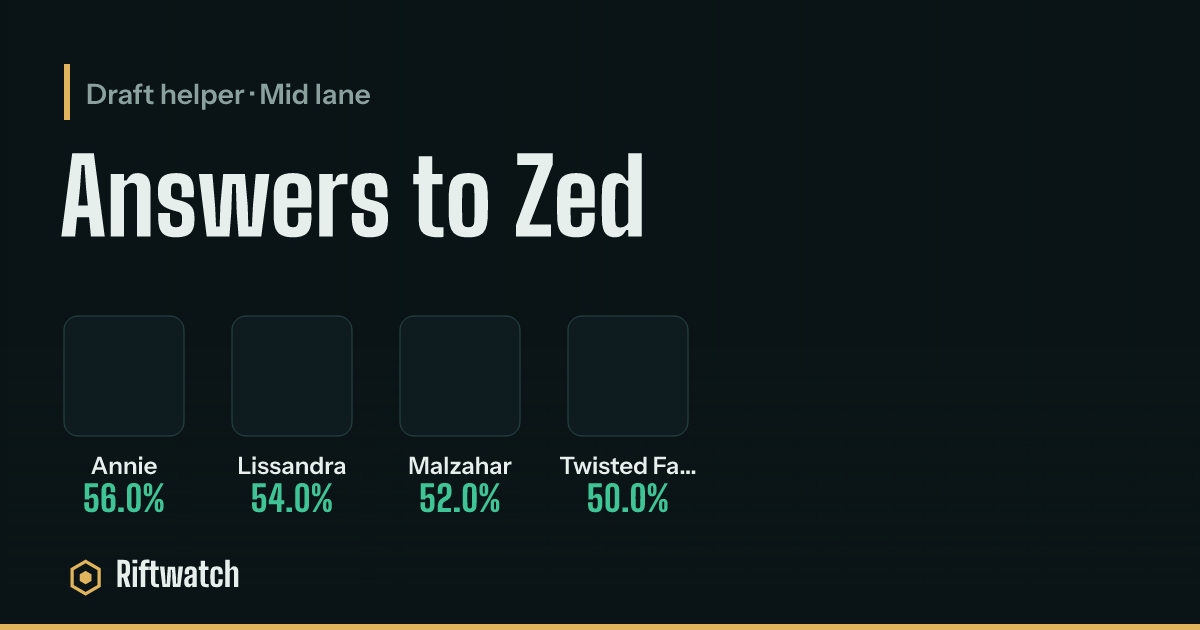 Draft helper · Mid lane
Answers to Zed
Annie Lissandra Malzahar Twisted Fa...
56.0% 54.0% 52.0% 50.0%
Riftwatch